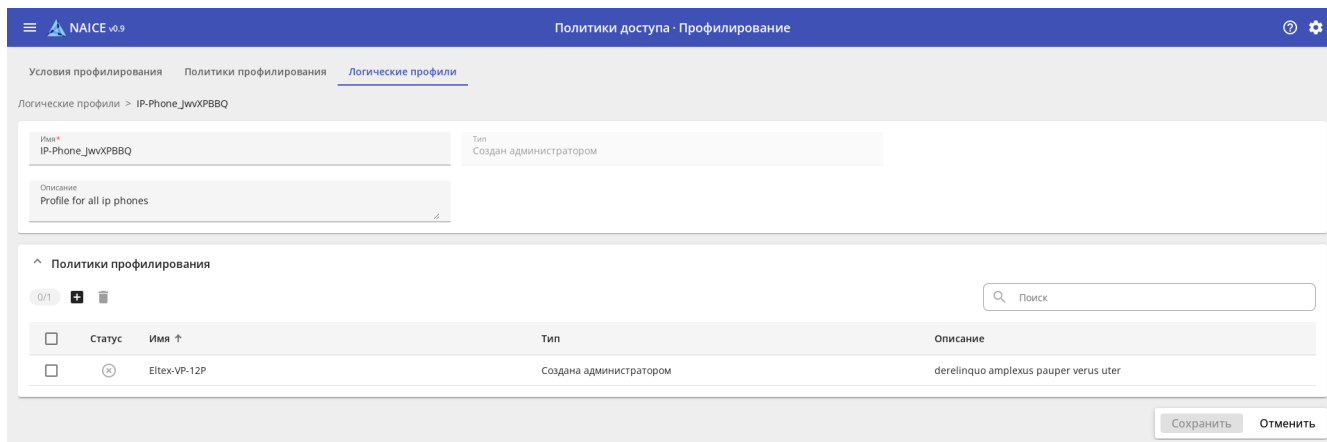 NAICE v0.9
Политики доступа · Профилирование
Условия профилирования Политики профилирования Логические профили
Логические профили > IP-Phone_JwvXPBBQ
Имя* Тип
IP-Phone_JwvXPBBQ Создан администратором
Описание
Profile for all ip phones
Политики профилирования
0/1 Поиск
Статус Имя ↑ Тип Описание
Eltex-VP-12P Создана администратором derelinquo amplexus pauper verus uter
Сохранить Отменить